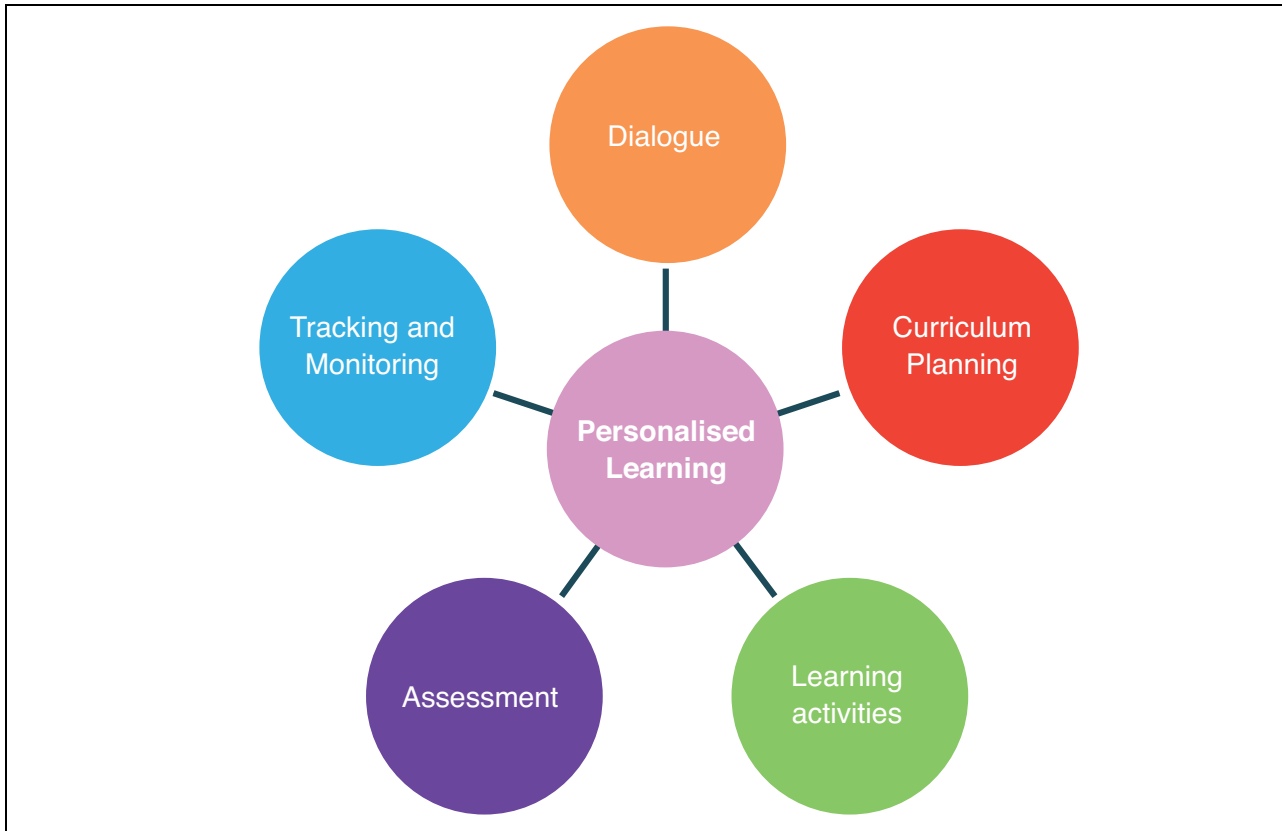 Dialogue
Tracking and
Monitoring
Curriculum
Planning
Personalised
Learning
Assessment
Learning
activities